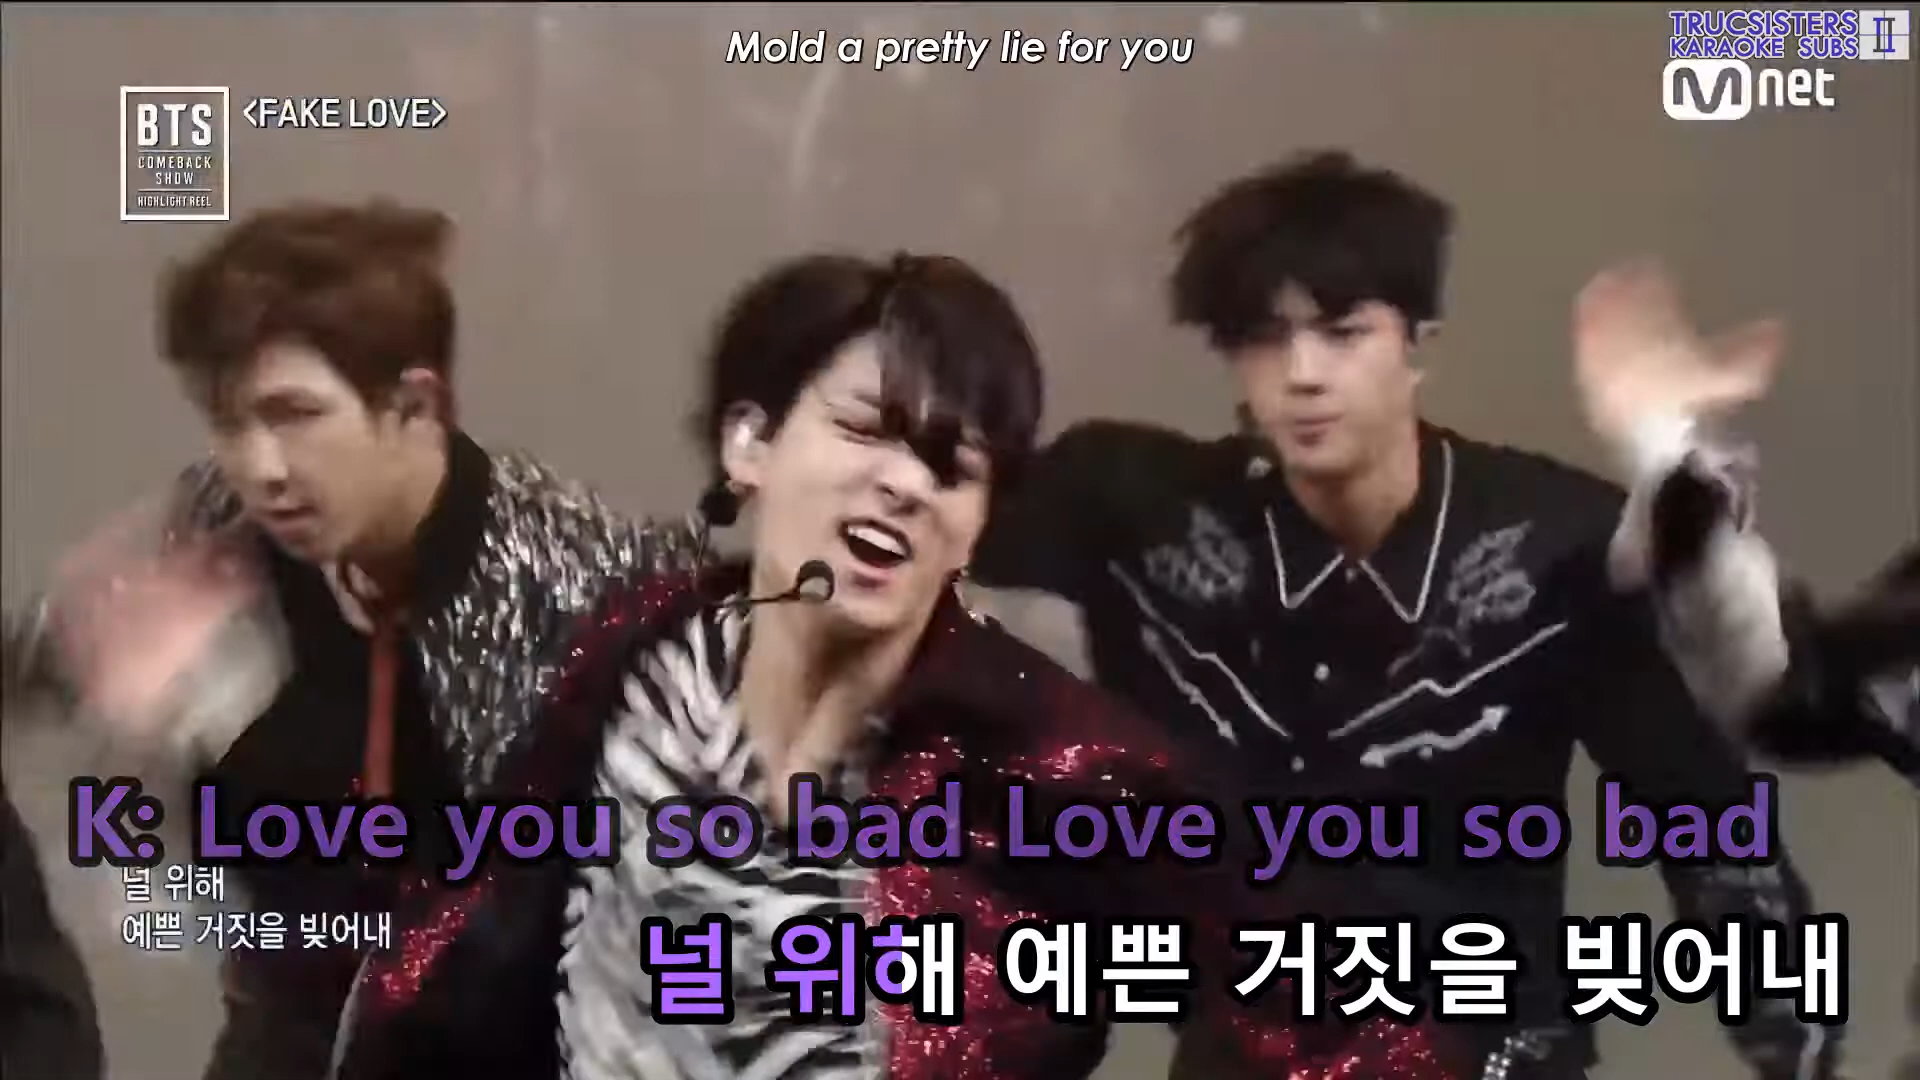 Mold a pretty lie for you
TRUCSISTERS
KARAOKE SUBS II
Mnet
BTS
COMEBACK
SHOW
HIGHLIGHT REEL
<FAKE LOVE>
K: Love you so bad Love you so bad
널 위해
예쁜 거짓을 빚어내
널 위해 예쁜 거짓을 빚어내